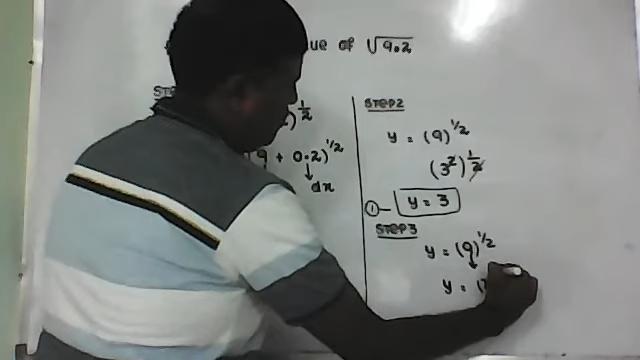 ue of √9.2
STE
)^1/2
9 + 0.2)^1/2
↓
dx
STEP2
y = (9)^1/2
(3²)^1/2
① — y = 3
STEP3
y = (9)^1/2
y = (